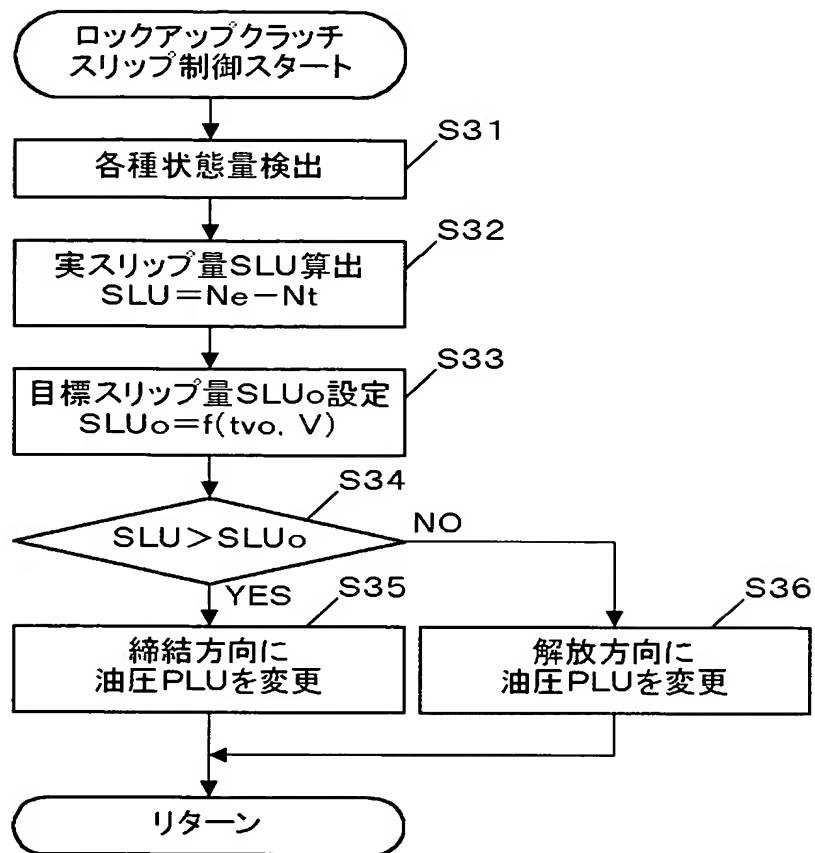 ロックアップクラッチ
スリップ制御スタート
S31
各種状態量検出
S32
実スリップ量SLU算出
SLU=Ne-Nt
S33
目標スリップ量SLUo設定
SLUo=f(tvo, V)
S34
SLU>SLUo
NO
YES
S35
締結方向に
油圧PLUを変更
S36
解放方向に
油圧PLUを変更
リターン